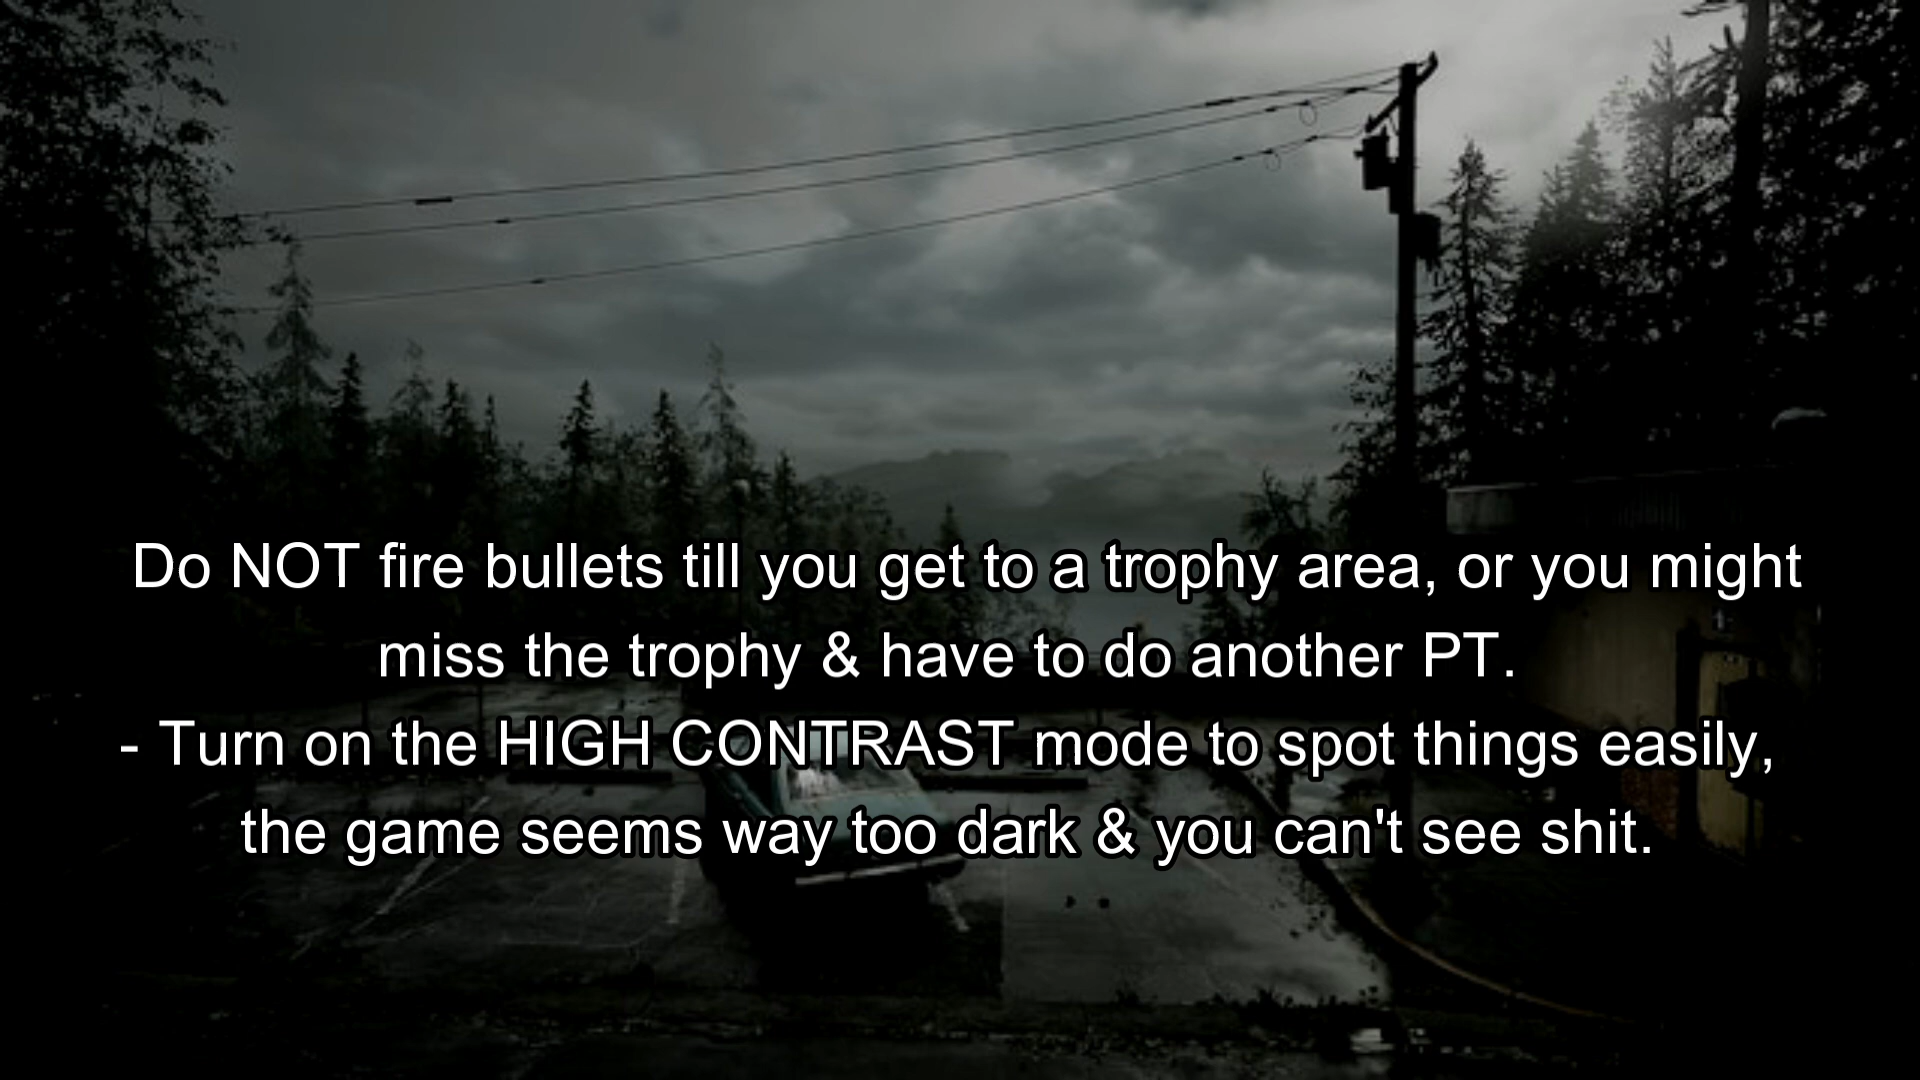 Do NOT fire bullets till you get to a trophy area, or you might
miss the trophy & have to do another PT.
- Turn on the HIGH CONTRAST mode to spot things easily,
the game seems way too dark & you can't see shit.